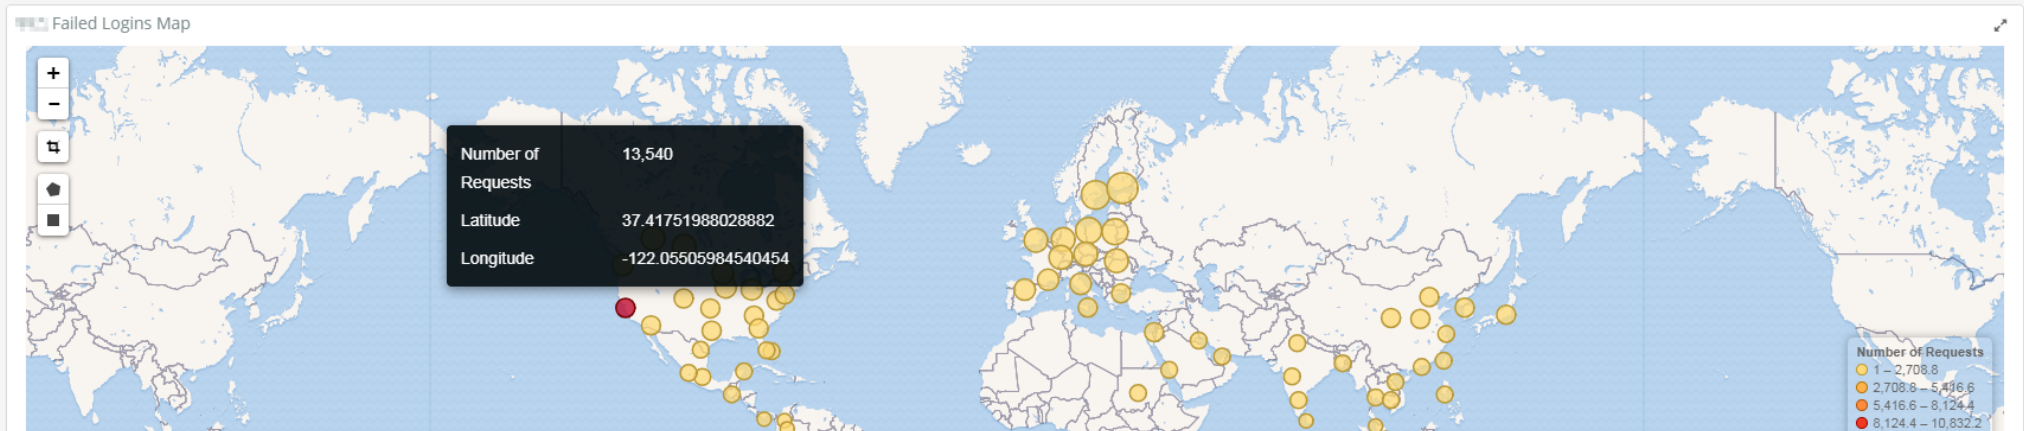 Failed Logins Map
+
−
Number of Requests 13,540
Latitude 37.41751988028882
Longitude -122.05505984540454
Number of Requests
1 – 2,708.8
2,708.8 – 5,416.6
5,416.6 – 8,124.4
8,124.4 – 10,832.2